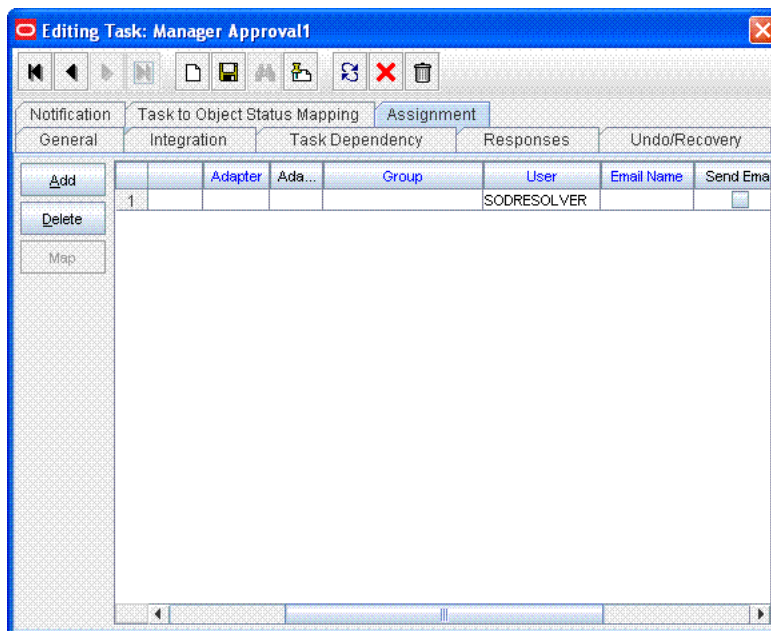 Editing Task: Manager Approval1
Notification Task to Object Status Mapping Assignment
General Integration Task Dependency Responses Undo/Recovery
Add
Delete
Map
Adapter Ada... Group User Email Name Send Ema
1 SODRESOLVER